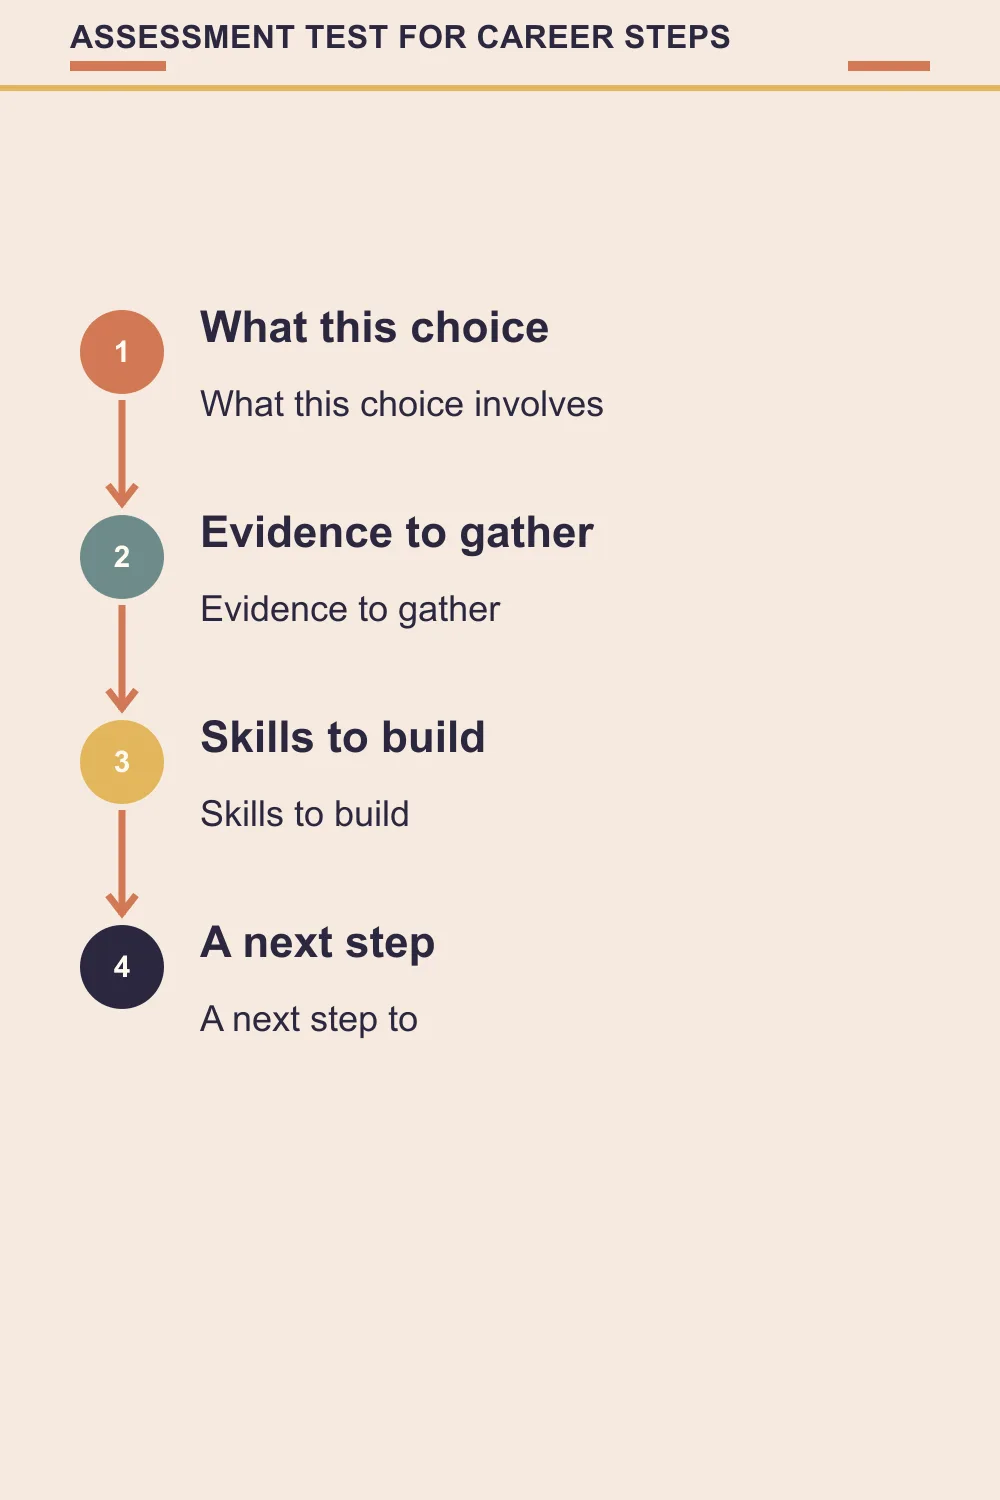 ASSESSMENT TEST FOR CAREER STEPS
1
What this choice
What this choice involves
2
Evidence to gather
Evidence to gather
3
Skills to build
Skills to build
4
A next step
A next step to